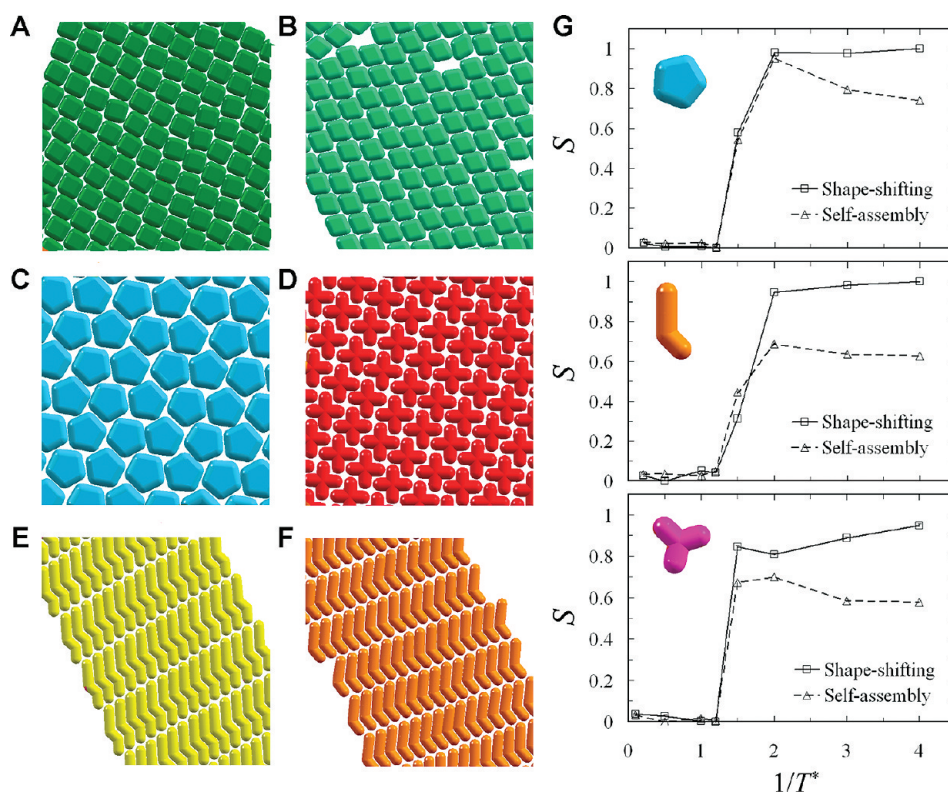 A
B
C
D
E
F
G
1
0.8
0.6
0.4
0.2
0
S
Shape-shifting
Self-assembly
1
0.8
0.6
0.4
0.2
0
S
Shape-shifting
Self-assembly
1
0.8
0.6
0.4
0.2
0
S
Shape-shifting
Self-assembly
0 1 2 3 4
1/T*